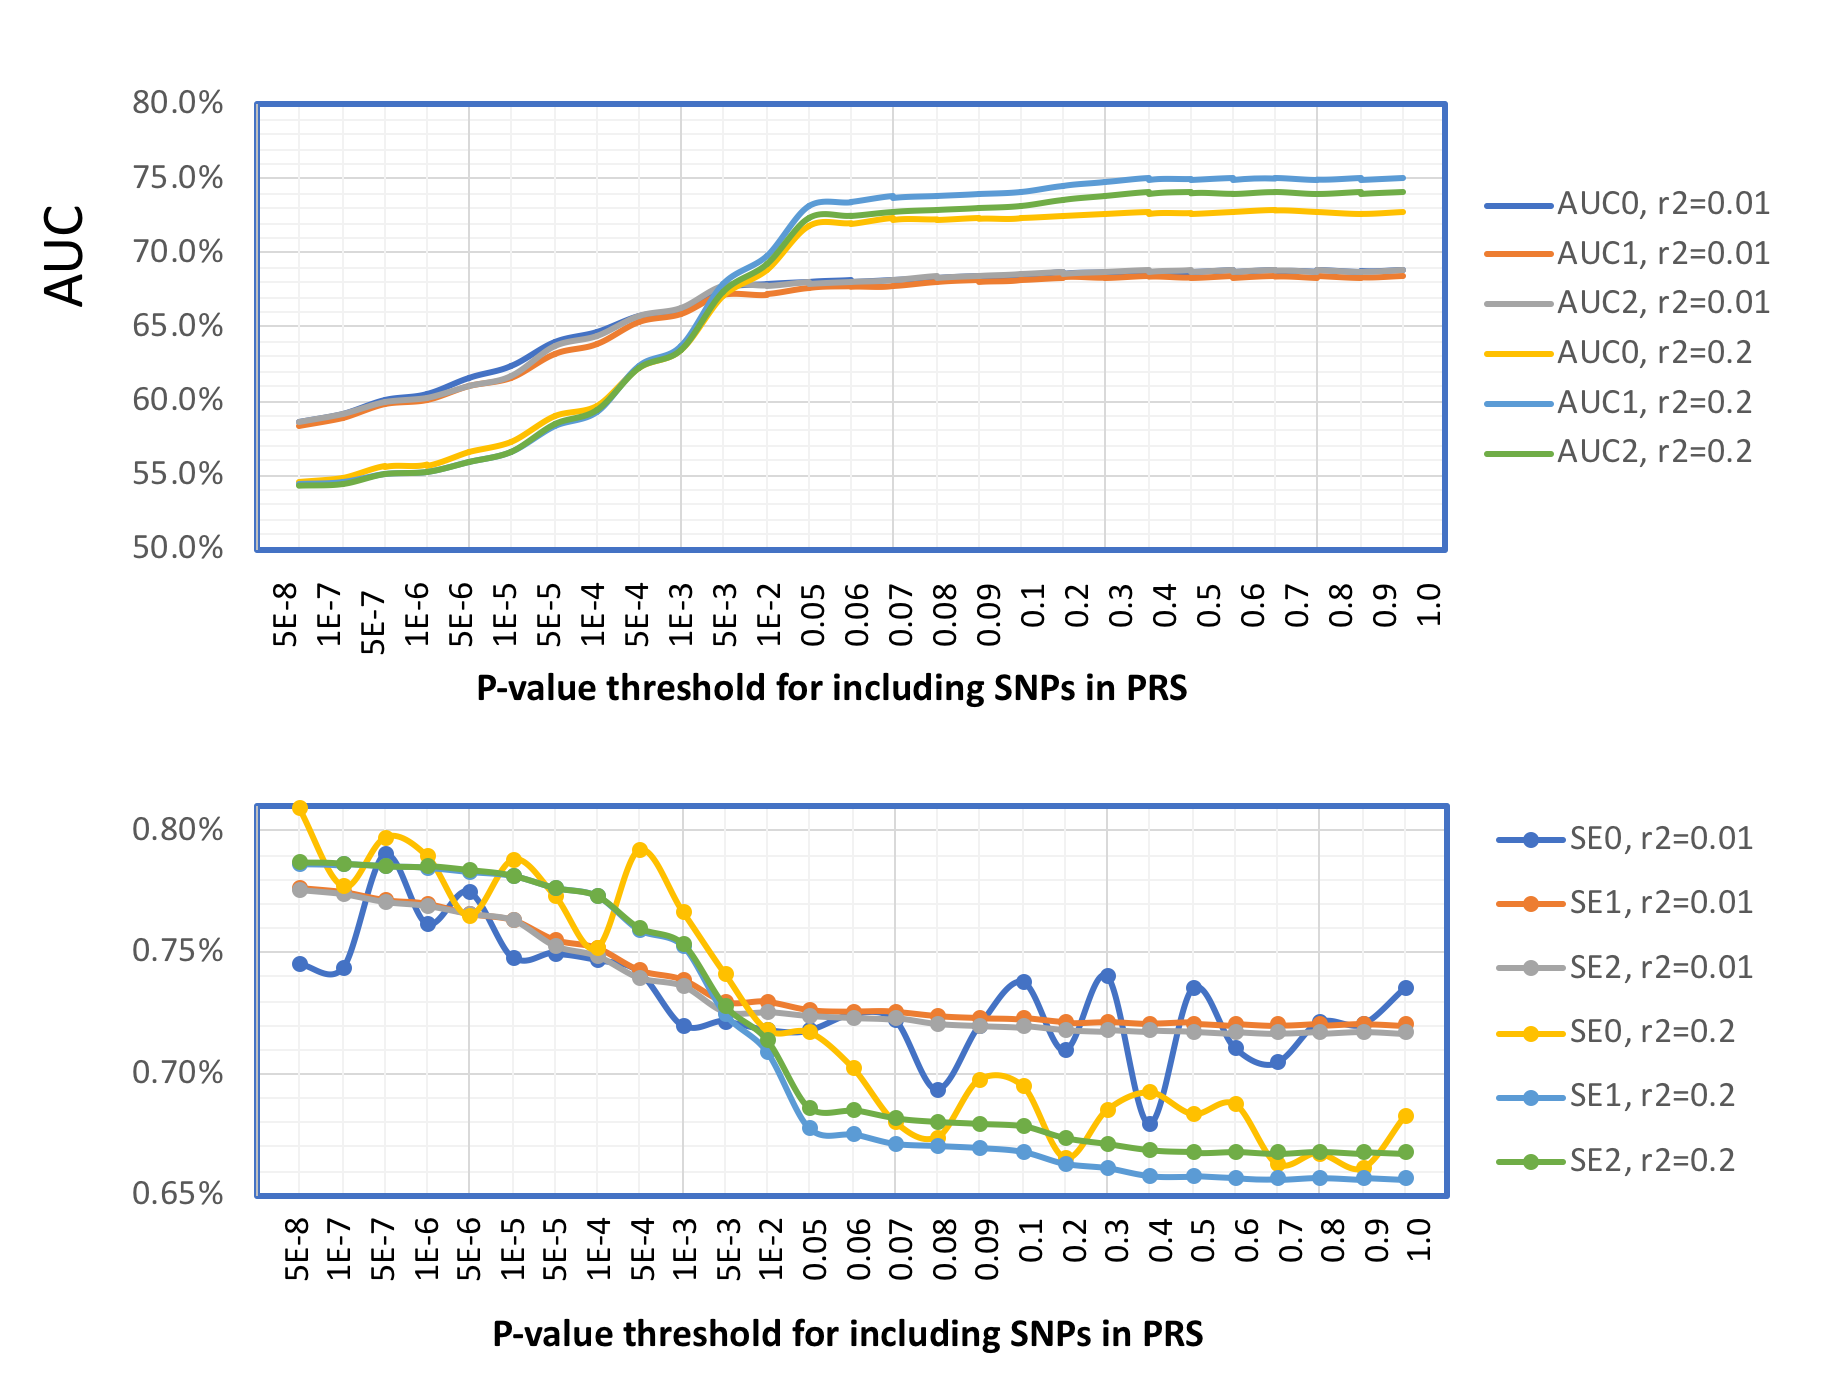 80.0%
75.0%
70.0%
65.0%
60.0%
55.0%
50.0%
AUC
5E-8 1E-7 5E-7 1E-6 5E-6 1E-5 5E-5 1E-4 5E-4 1E-3 5E-3 1E-2 0.05 0.06 0.07 0.08 0.09 0.1 0.2 0.3 0.4 0.5 0.6 0.7 0.8 0.9 1.0
P-value threshold for including SNPs in PRS
AUC0, r2=0.01
AUC1, r2=0.01
AUC2, r2=0.01
AUC0, r2=0.2
AUC1, r2=0.2
AUC2, r2=0.2
0.80%
0.75%
0.70%
0.65%
5E-8 1E-7 5E-7 1E-6 5E-6 1E-5 5E-5 1E-4 5E-4 1E-3 5E-3 1E-2 0.05 0.06 0.07 0.08 0.09 0.1 0.2 0.3 0.4 0.5 0.6 0.7 0.8 0.9 1.0
P-value threshold for including SNPs in PRS
SE0, r2=0.01
SE1, r2=0.01
SE2, r2=0.01
SE0, r2=0.2
SE1, r2=0.2
SE2, r2=0.2